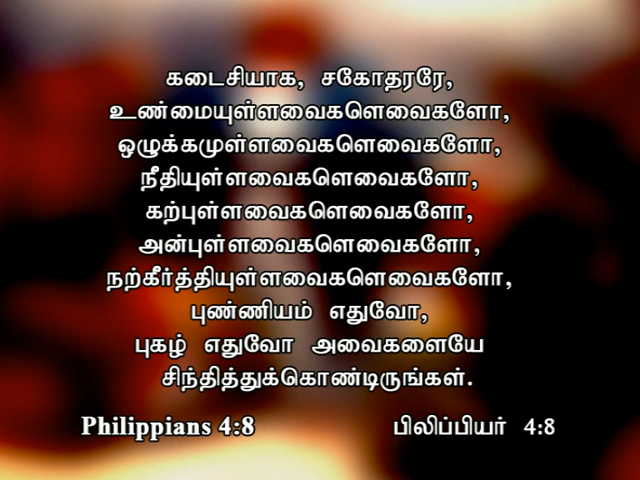 கடைசியாக, சகோதரரே,
உண்மையுள்ளவைகளெவைகளோ,
ஒழுக்கமுள்ளவைகளெவைகளோ,
நீதியுள்ளவைகளெவைகளோ,
கற்புள்ளவைகளெவைகளோ,
அன்புள்ளவைகளெவைகளோ,
நற்கீர்த்தியுள்ளவைகளெவைகளோ,
புண்ணியம் எதுவோ,
புகழ் எதுவோ அவைகளையே
சிந்தித்துக்கொண்டிருங்கள்.
Philippians 4:8 பிலிப்பியர் 4:8